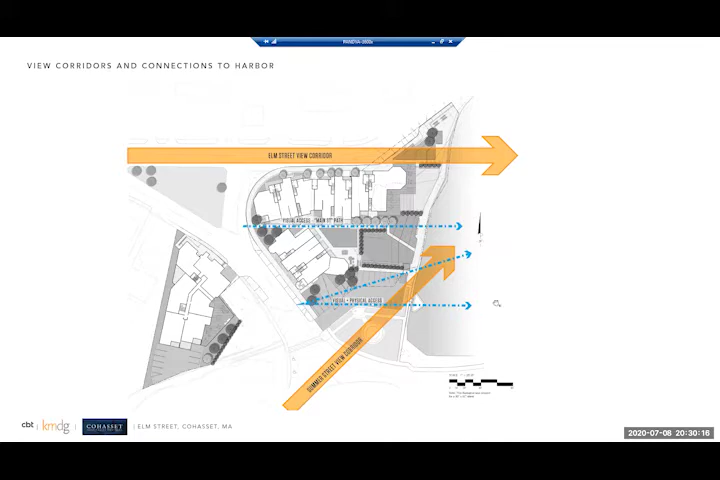 VIEW CORRIDORS AND CONNECTIONS TO HARBOR
ELM STREET VIEW CORRIDOR
VISUAL ACCESS - "MAIN ST" PATH
VISUAL + PHYSICAL ACCESS
SUMMER STREET VIEW CORRIDOR
cbt | kmdg | COHASSET | ELM STREET, COHASSET, MA
2020-07-08 20:30:16